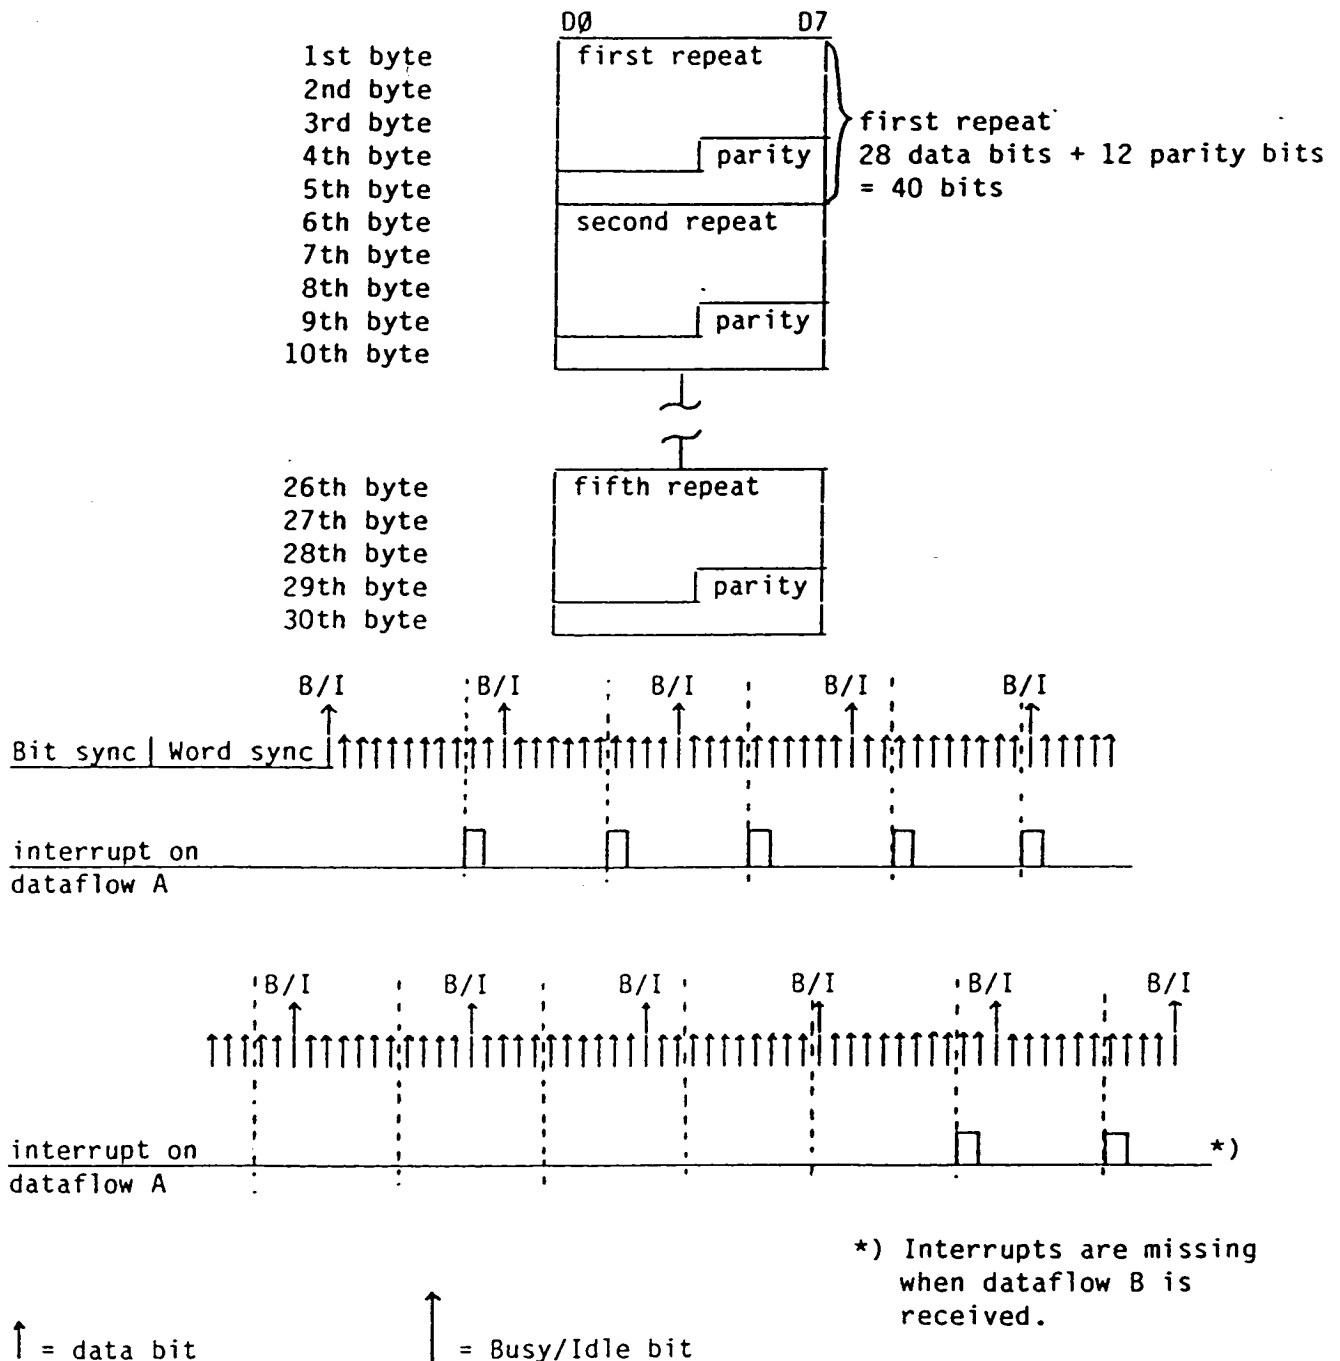 DØ D7
1st byte first repeat
2nd byte
3rd byte first repeat
4th byte parity 28 data bits + 12 parity bits
5th byte = 40 bits
6th byte second repeat
7th byte
8th byte
9th byte parity
10th byte
26th byte fifth repeat
27th byte
28th byte
29th byte parity
30th byte
B/I B/I B/I B/I B/I
Bit sync | Word sync
interrupt on
dataflow A
B/I B/I B/I B/I B/I B/I
interrupt on *)
dataflow A
*) Interrupts are missing
when dataflow B is
received.
↑ = data bit ↑ = Busy/Idle bit